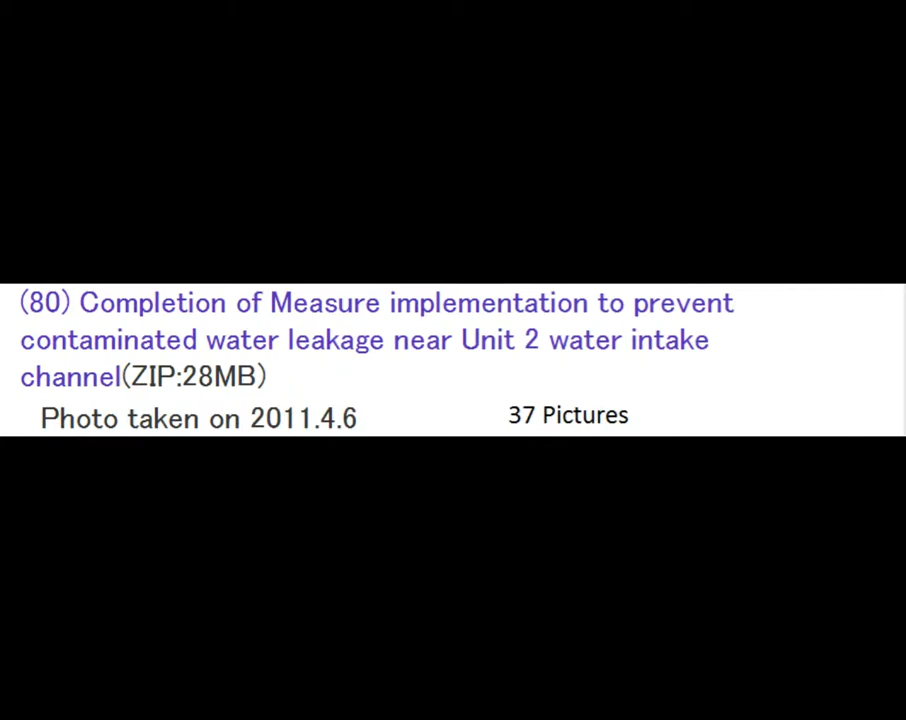 (80) Completion of Measure implementation to prevent
contaminated water leakage near Unit 2 water intake
channel(ZIP:28MB)
Photo taken on 2011.4.6 37 Pictures